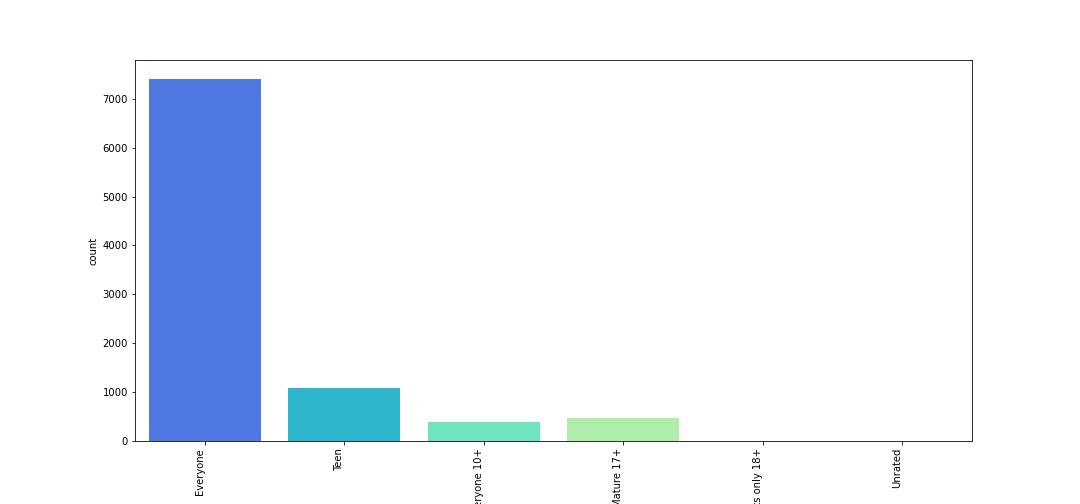 7000
6000
5000
4000
3000
2000
1000
0
count
Everyone
Teen
eryone 10+
Mature 17+
s only 18+
Unrated